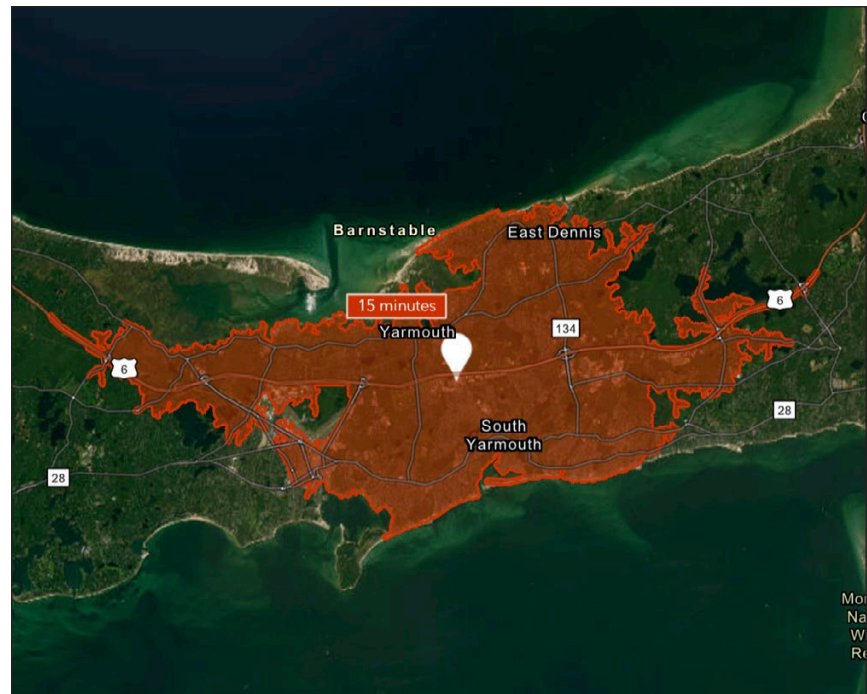 Barnstable
East Dennis
15 minutes
6
134
Yarmouth
6
28
South
Yarmouth
28